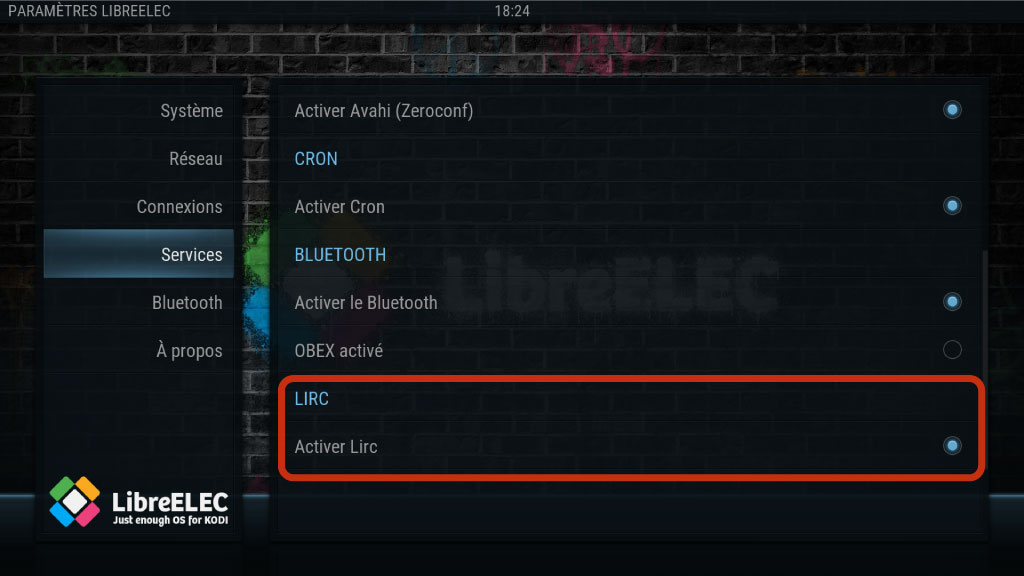 PARAMÈTRES LIBREELEC
18:24
Système
Réseau
Connexions
Services
Bluetooth
À propos
Activer Avahi (Zeroconf)
CRON
Activer Cron
BLUETOOTH
Activer le Bluetooth
OBEX activé
LIRC
Activer Lirc
LibreELEC
LibreELEC
Just enough OS for KODI